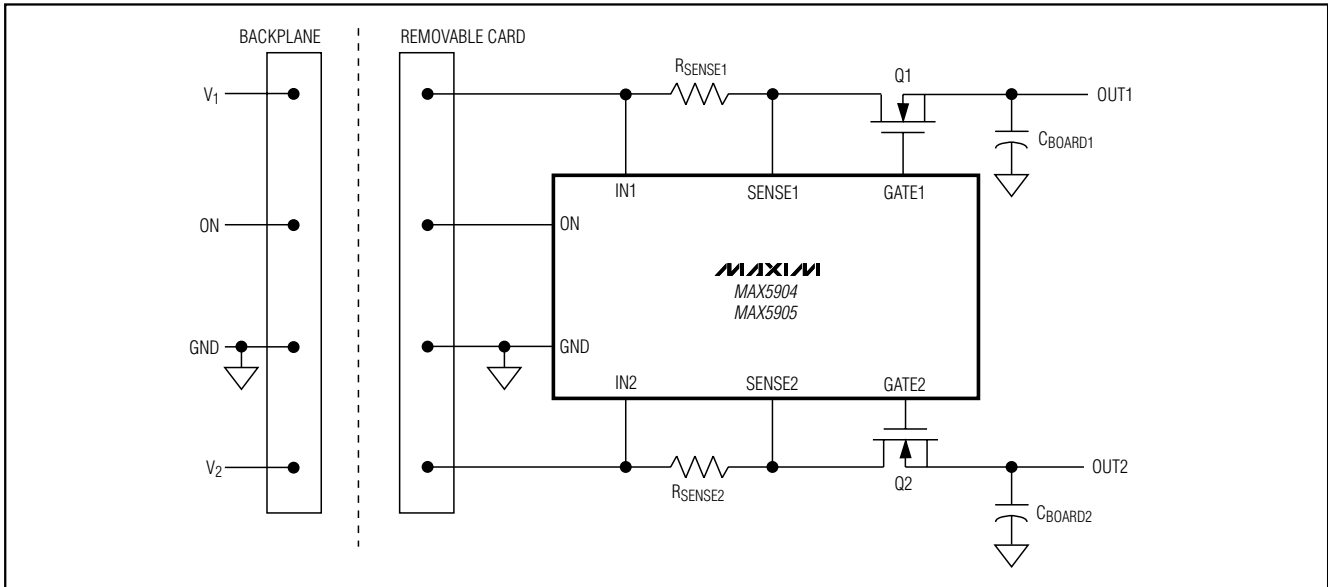 BACKPLANE
REMOVABLE CARD
V1
ON
GND
V2
RSENSE1
Q1
OUT1
CBOARD1
IN1
SENSE1
GATE1
ON
MAXIM
MAX5904
MAX5905
GND
IN2
SENSE2
GATE2
RSENSE2
Q2
OUT2
CBOARD2